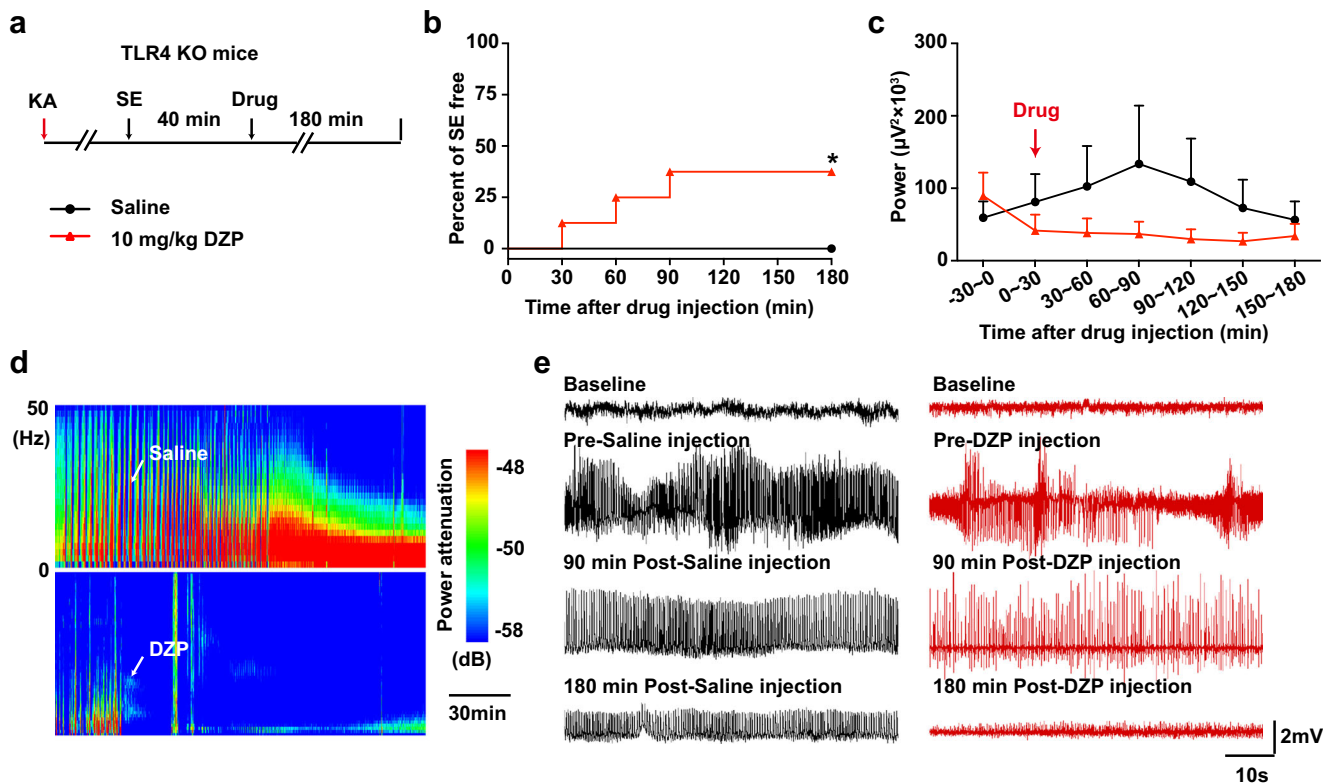 a
TLR4 KO mice
KA
SE
40 min
Drug
180 min
Saline
10 mg/kg DZP
b
Percent of SE free
100
75
50
25
0
*
0 30 60 90 120 150 180
Time after drug injection (min)
c
Power (µV²×10³)
300
200
100
0
Drug
-30~0 0~30 30~60 60~90 90~120 120~150 150~180
Time after drug injection (min)
d
50
(Hz)
0
Saline
DZP
Power attenuation
-48
-50
-58
(dB)
30min
e
Baseline
Pre-Saline injection
90 min Post-Saline injection
180 min Post-Saline injection
Baseline
Pre-DZP injection
90 min Post-DZP injection
180 min Post-DZP injection
2mV
10s